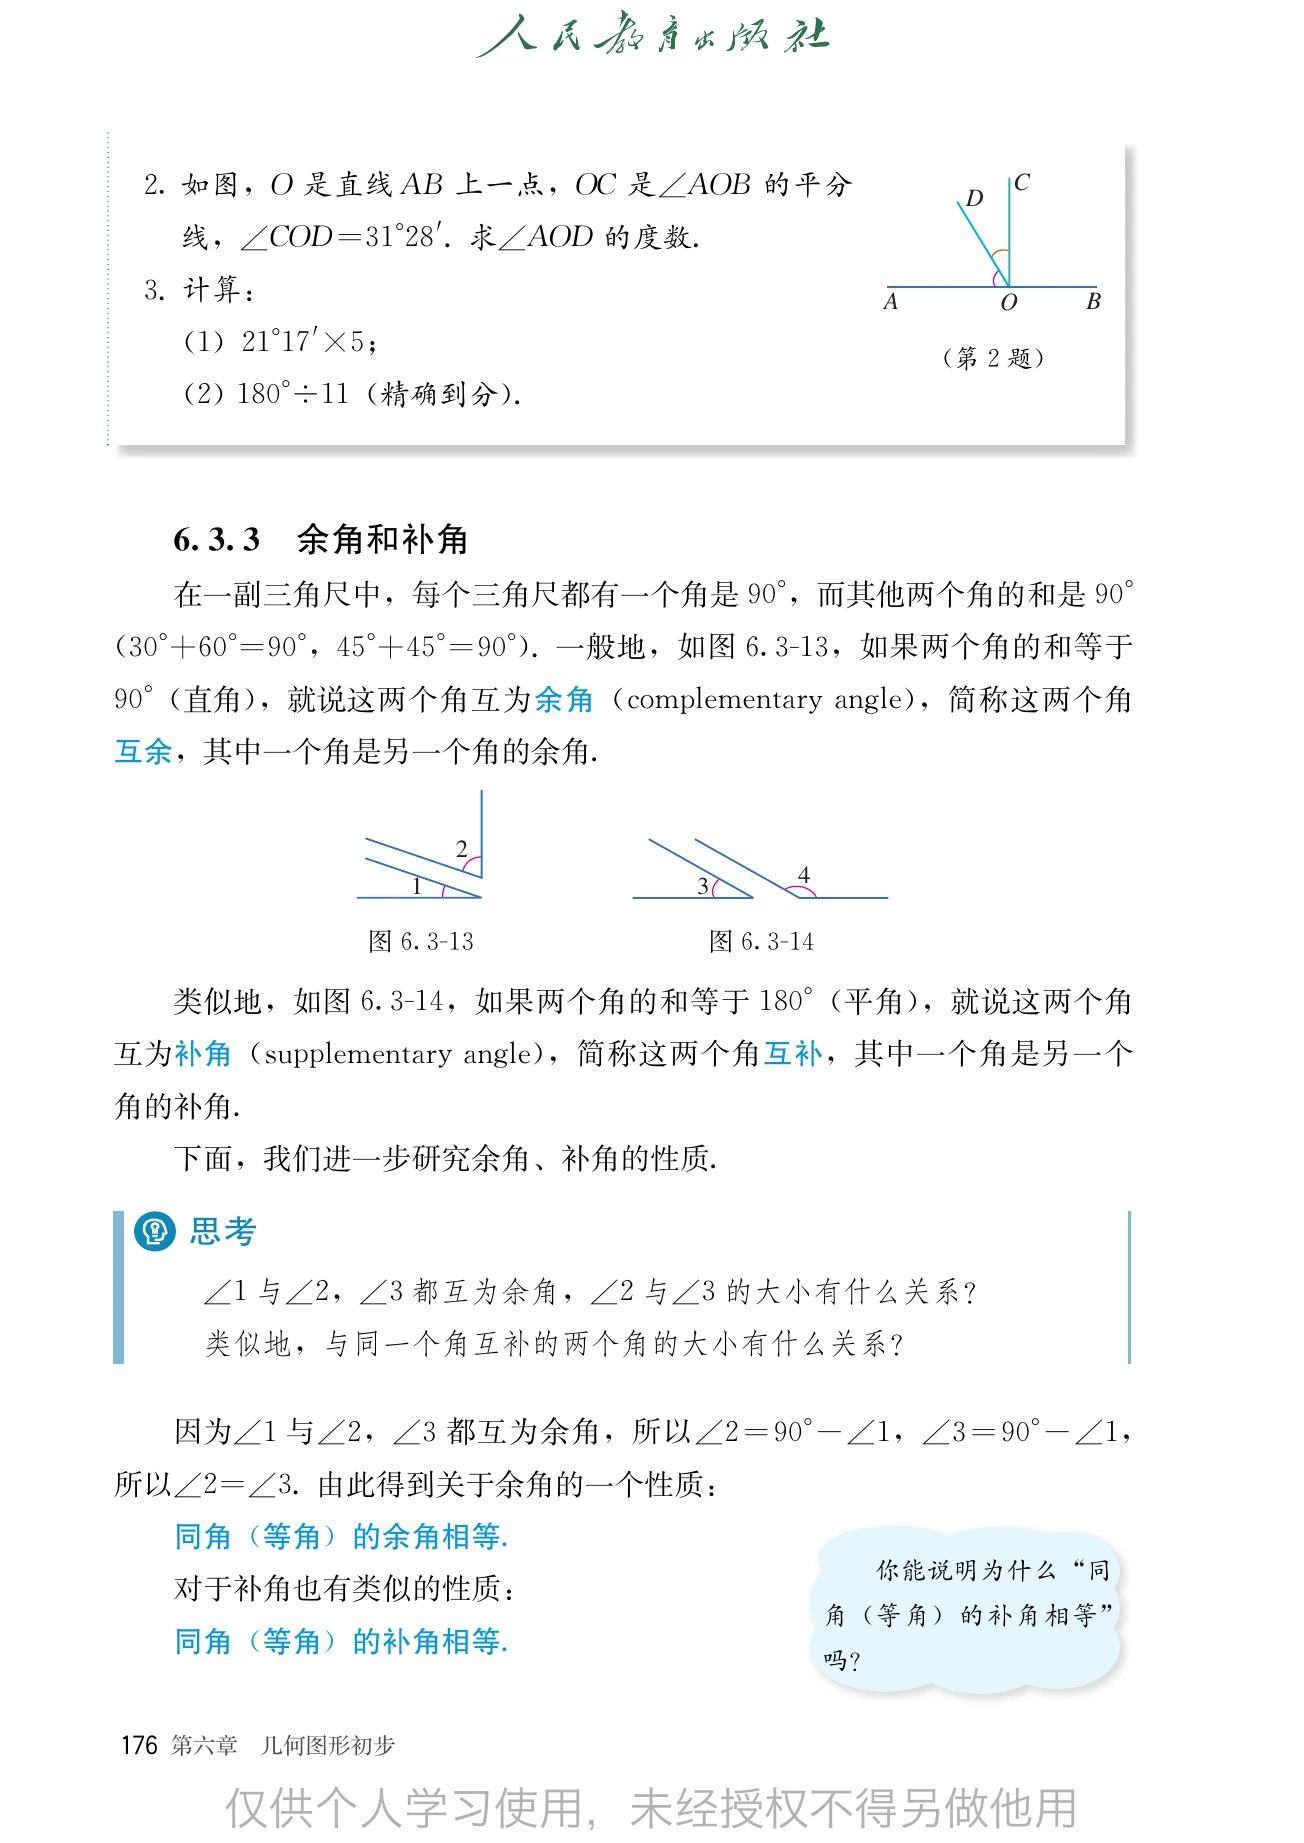 人民教育出版社
2. 如图，O 是直线 AB 上一点，OC 是∠AOB 的平分
线，∠COD＝31°28′. 求∠AOD 的度数.
3. 计算：
（1）21°17′×5；
（2）180°÷11（精确到分）.
D C
A O B
（第 2 题）
6.3.3 余角和补角
在一副三角尺中，每个三角尺都有一个角是 90°，而其他两个角的和是 90°
（30°＋60°＝90°，45°＋45°＝90°）. 一般地，如图 6.3-13，如果两个角的和等于
90°（直角），就说这两个角互为余角（complementary angle），简称这两个角
互余，其中一个角是另一个角的余角.
2
1
3 4
图 6.3-13 图 6.3-14
类似地，如图 6.3-14，如果两个角的和等于 180°（平角），就说这两个角
互为补角（supplementary angle），简称这两个角互补，其中一个角是另一个
角的补角.
下面，我们进一步研究余角、补角的性质.
思考
∠1 与∠2，∠3 都互为余角，∠2 与∠3 的大小有什么关系？
类似地，与同一个角互补的两个角的大小有什么关系？
因为∠1 与∠2，∠3 都互为余角，所以∠2＝90°－∠1，∠3＝90°－∠1，
所以∠2＝∠3. 由此得到关于余角的一个性质：
同角（等角）的余角相等.
对于补角也有类似的性质：
同角（等角）的补角相等.
你能说明为什么“同
角（等角）的补角相等”
吗？
176 第六章 几何图形初步
仅供个人学习使用，未经授权不得另做他用